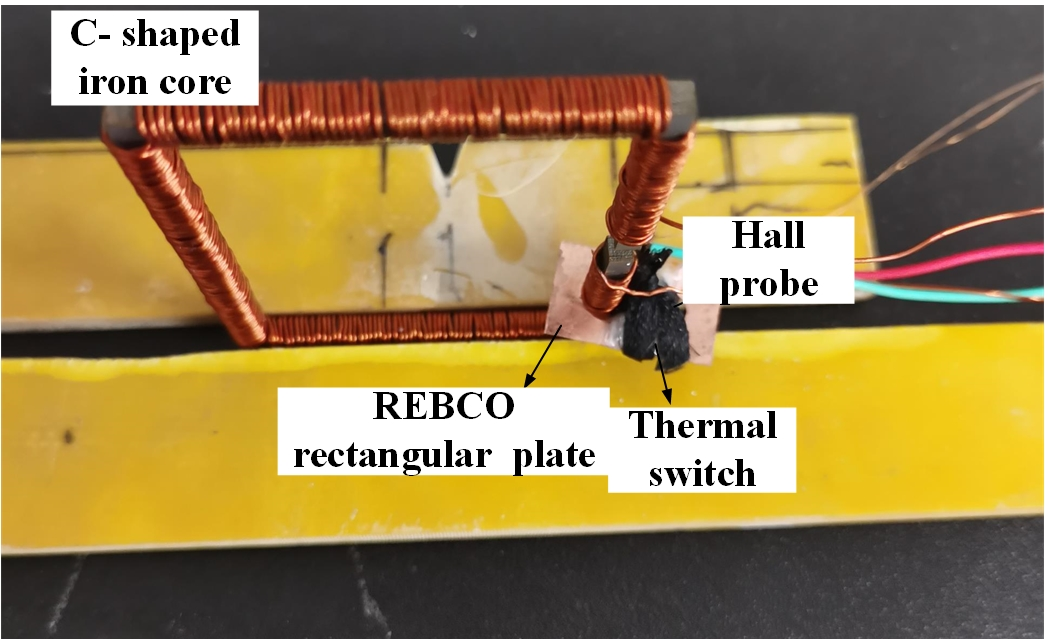 C- shaped
iron core
Hall
probe
REBCO
rectangular plate
Thermal
switch